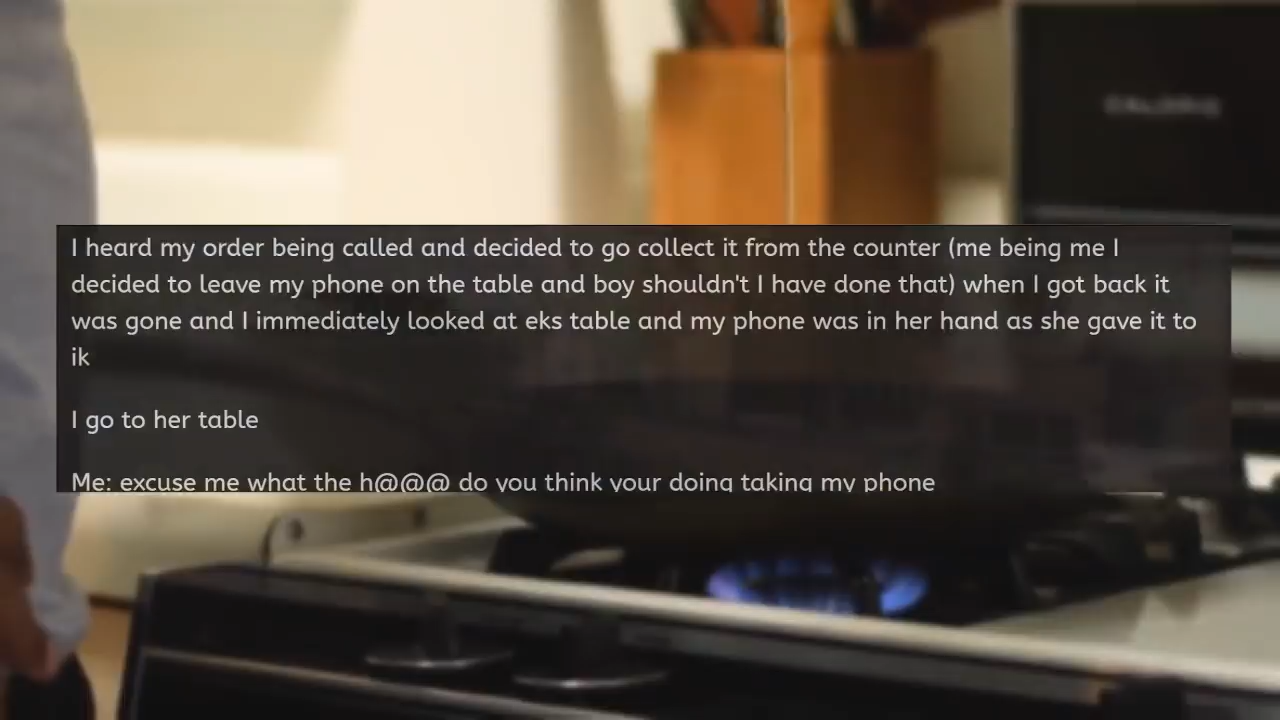 I heard my order being called and decided to go collect it from the counter (me being me I
decided to leave my phone on the table and boy shouldn't I have done that) when I got back it
was gone and I immediately looked at eks table and my phone was in her hand as she gave it to
ik
I go to her table
Me: excuse me what the h@@@ do you think your doing taking my phone